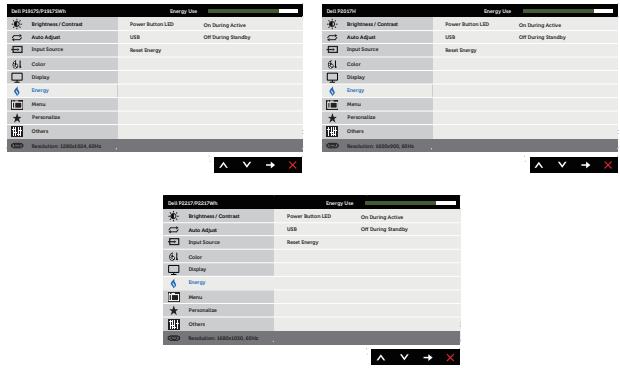 Dell P1917S/P1917SWh Energy Use
Brightness / Contrast Power Button LED On During Active
Auto Adjust USB Off During Standby
Input Source Reset Energy
Color
Display
Energy
Menu
Personalize
Others
Resolution: 1280x1024, 60Hz
Dell P2017H Energy Use
Brightness / Contrast Power Button LED On During Active
Auto Adjust USB Off During Standby
Input Source Reset Energy
Color
Display
Energy
Menu
Personalize
Others
Resolution: 1600x900, 60Hz
Dell P2217/P2217Wh Energy Use
Brightness / Contrast Power Button LED On During Active
Auto Adjust USB Off During Standby
Input Source Reset Energy
Color
Display
Energy
Menu
Personalize
Others
Resolution: 1680x1050, 60Hz